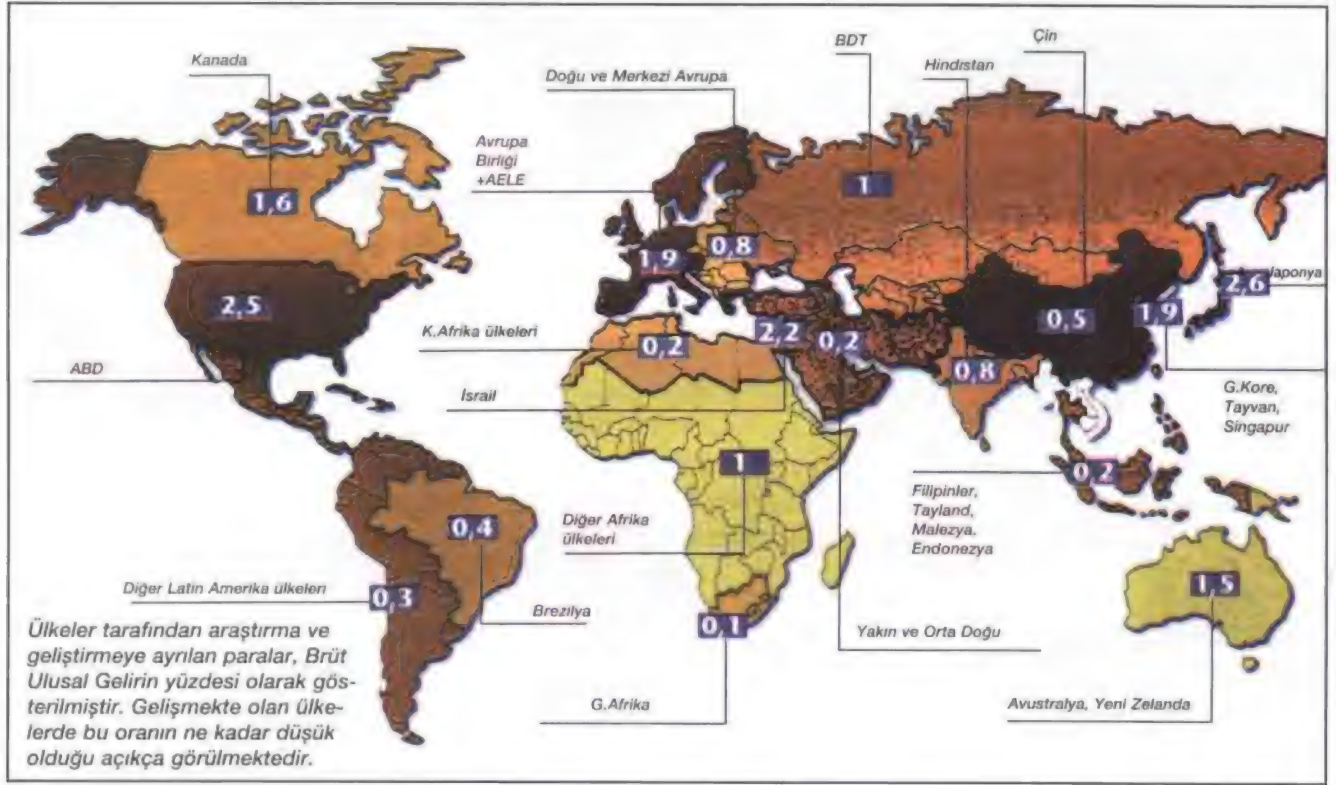 Kanada
BDT
Çin
Hindistan
Doğu ve Merkezi Avrupa
Avrupa
Birliği
+AELE
1,6
1
0,8
1,9
2,5
2,2
0,2
0,2
0,5
1,9
2,6
Japonya
0,8
K.Afrika ülkeleri
ABD
İsrail
G.Kore,
Tayvan,
Singapur
1
0,2
Filipinler,
Tayland,
Malezya,
Endonezya
0,4
Diğer Afrika
ülkeleri
1,5
Diğer Latin Amerika ülkeleri
0,3
Brezilya
0 1
Yakın ve Orta Doğu
G.Afrika
Avustralya, Yeni Zelanda
Ülkeler tarafından araştırma ve
geliştirmeye ayrılan paralar, Brüt
Ulusal Gelirin yüzdesi olarak gös-
terilmiştir. Gelişmekte olan ülke-
lerde bu oranın ne kadar düşük
olduğu açıkça görülmektedir.